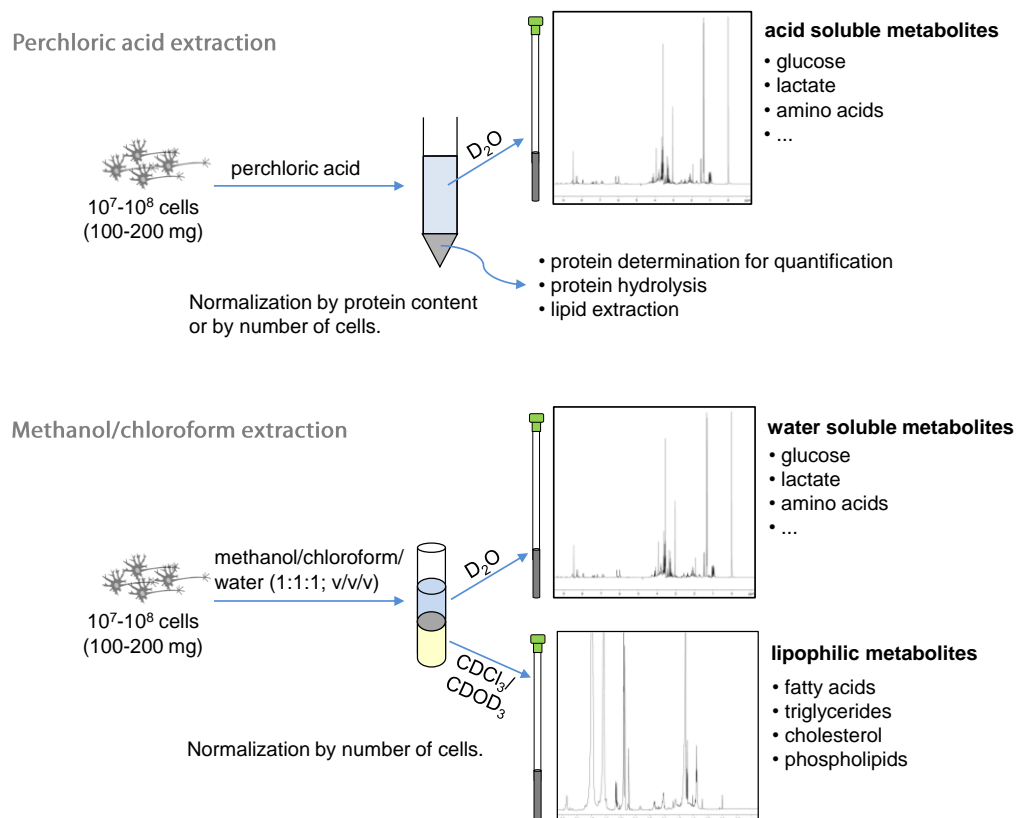 Perchloric acid extraction
10⁷-10⁸ cells
(100-200 mg)
perchloric acid
D₂O
acid soluble metabolites
• glucose
• lactate
• amino acids
• ...
• protein determination for quantification
• protein hydrolysis
• lipid extraction
Normalization by protein content
or by number of cells.
Methanol/chloroform extraction
10⁷-10⁸ cells
(100-200 mg)
methanol/chloroform/
water (1:1:1; v/v/v)
D₂O
water soluble metabolites
• glucose
• lactate
• amino acids
• ...
CDCl₃/
CDOD₃
lipophilic metabolites
• fatty acids
• triglycerides
• cholesterol
• phospholipids
Normalization by number of cells.